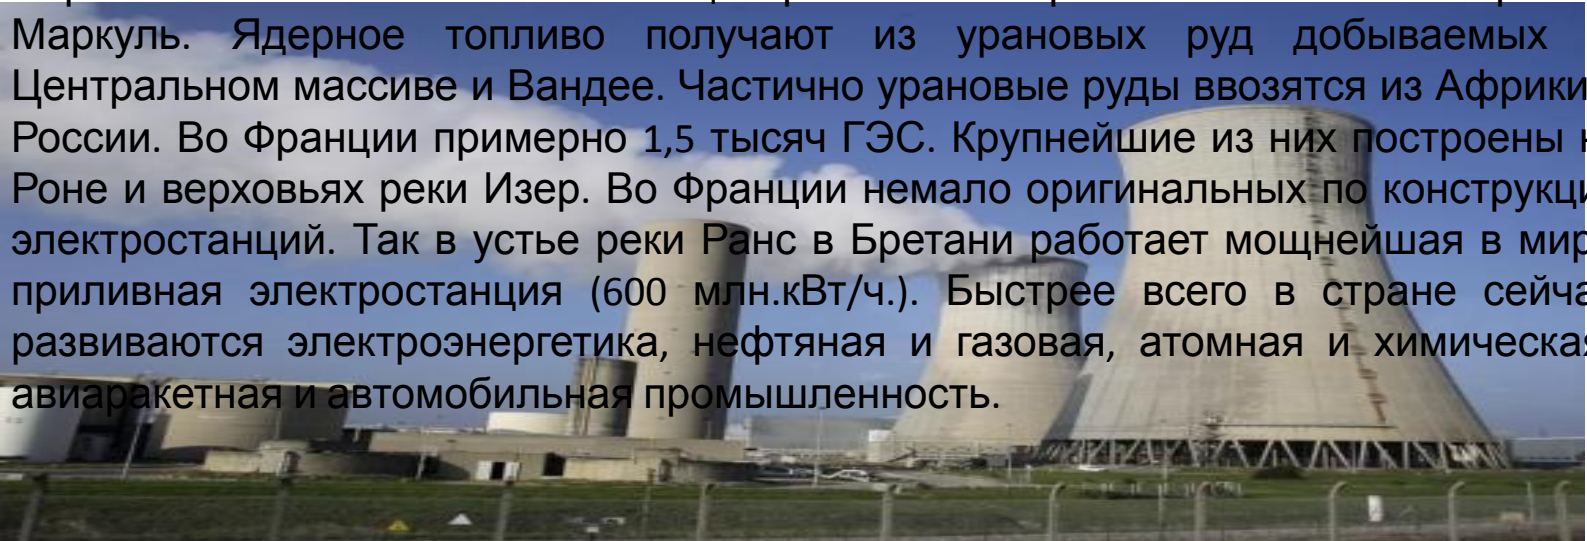 Маркуль. Ядерное топливо получают из урановых руд добываемых
Центральном массиве и Вандее. Частично урановые руды ввозятся из Африки
России. Во Франции примерно 1,5 тысяч ГЭС. Крупнейшие из них построены
Роне и верховьях реки Изер. Во Франции немало оригинальных по конструкци
электростанций. Так в устье реки Ранс в Бретани работает мощнейшая в мир
приливная электростанция (600 млн.кВт/ч.). Быстрее всего в стране сейча
развиваются электроэнергетика, нефтяная и газовая, атомная и химическая
авиаракетная и автомобильная промышленность.